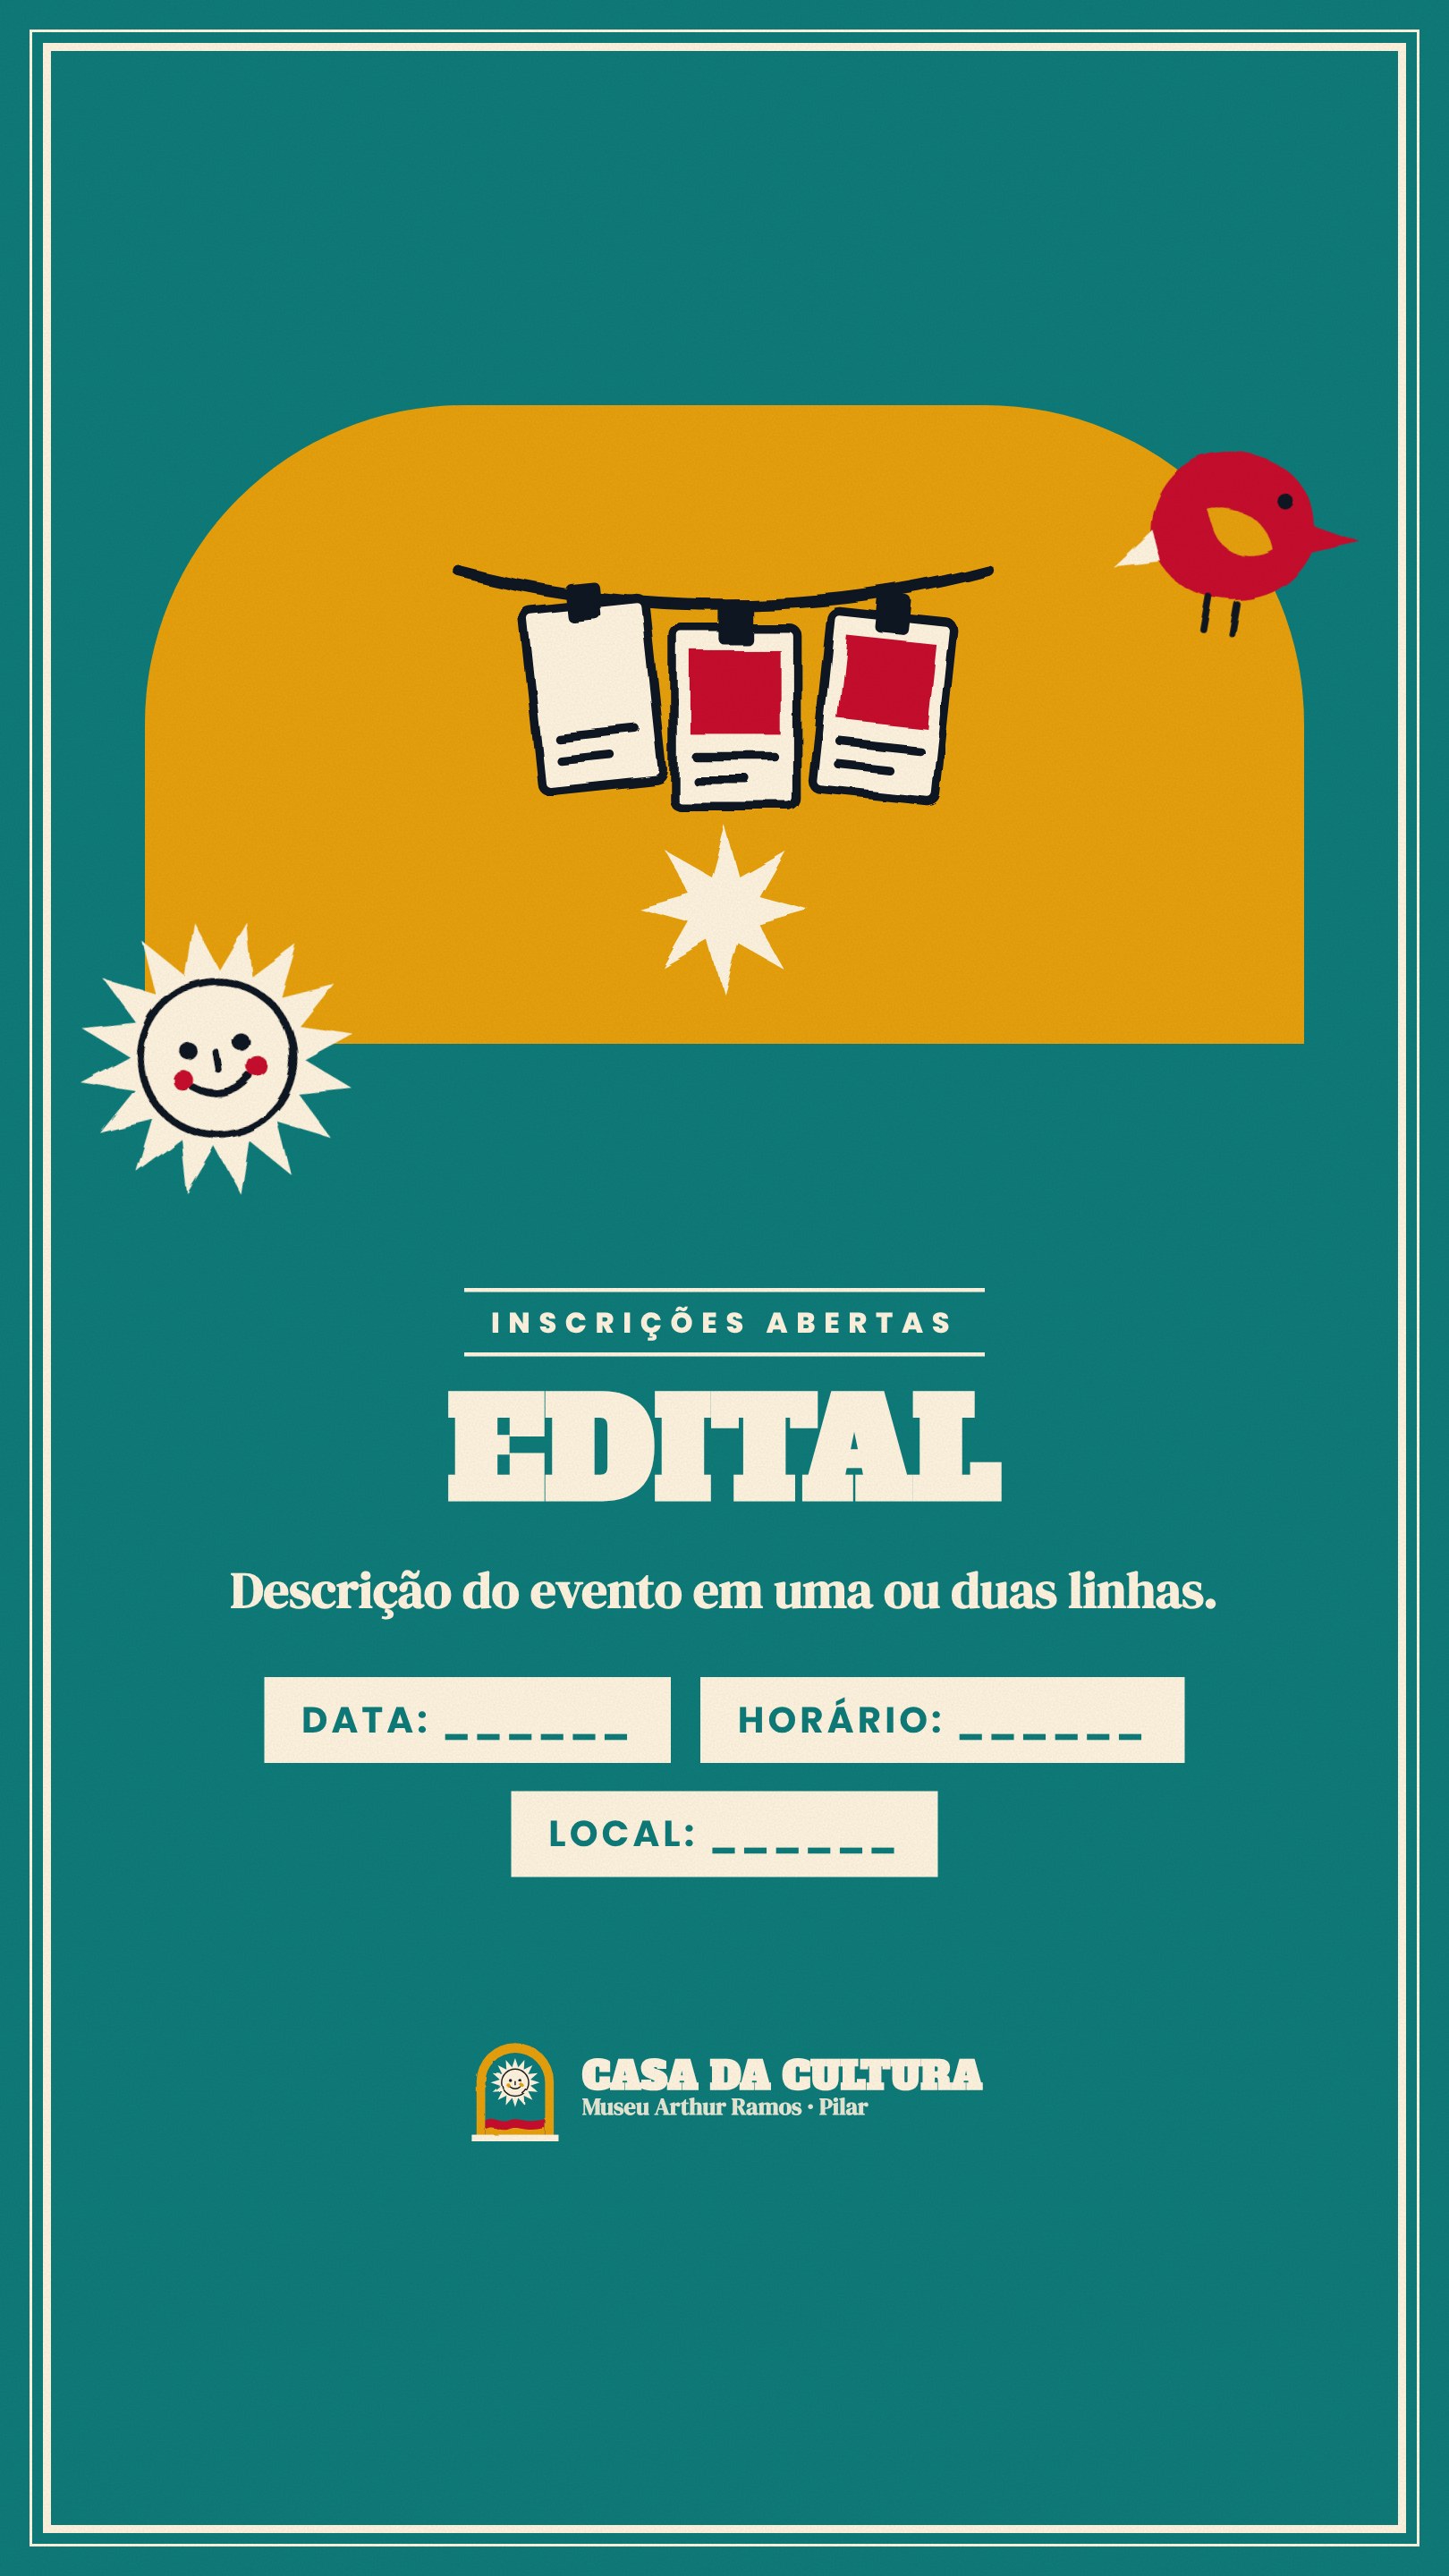 INSCRIÇÕES ABERTAS
EDITAL
Descrição do evento em uma ou duas linhas.
DATA: ______ HORÁRIO: ______
LOCAL: ______
CASA DA CULTURA
Museu Arthur Ramos • Pilar